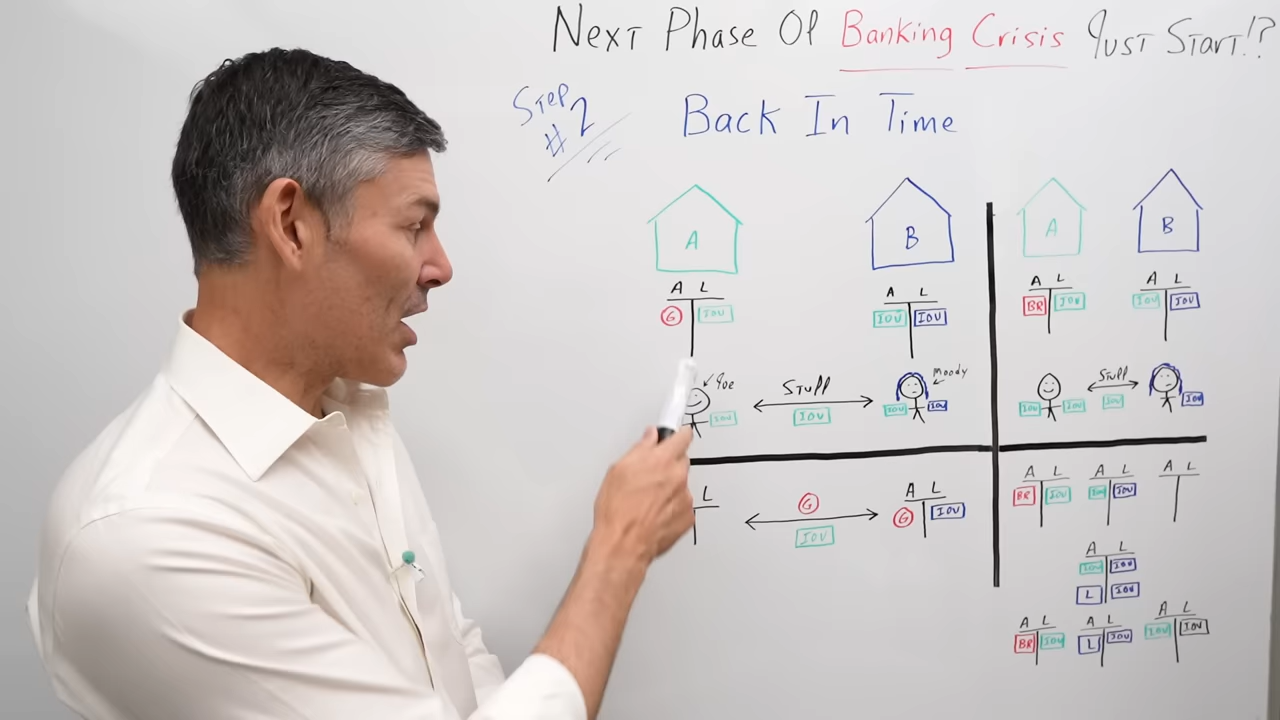 Next Phase Of Banking Crisis Just Start!?
Step #2
Back In Time
A
B
A L
A L
G IOU
IOU IOU
Joe
Stuff
Moody
IOU
IOU
IOU IOU
L
G
A L
IOU
G IOU
A
B
A L
A L
BR IOU
IOU IOU
Stuff
IOU IOU
IOU
IOU
A L
A L
A L
BR IOU
IOU IOU
A L
IOU IOU
L IOU
A L
A L
A L
BR IOU
L IOU
IOU IOU